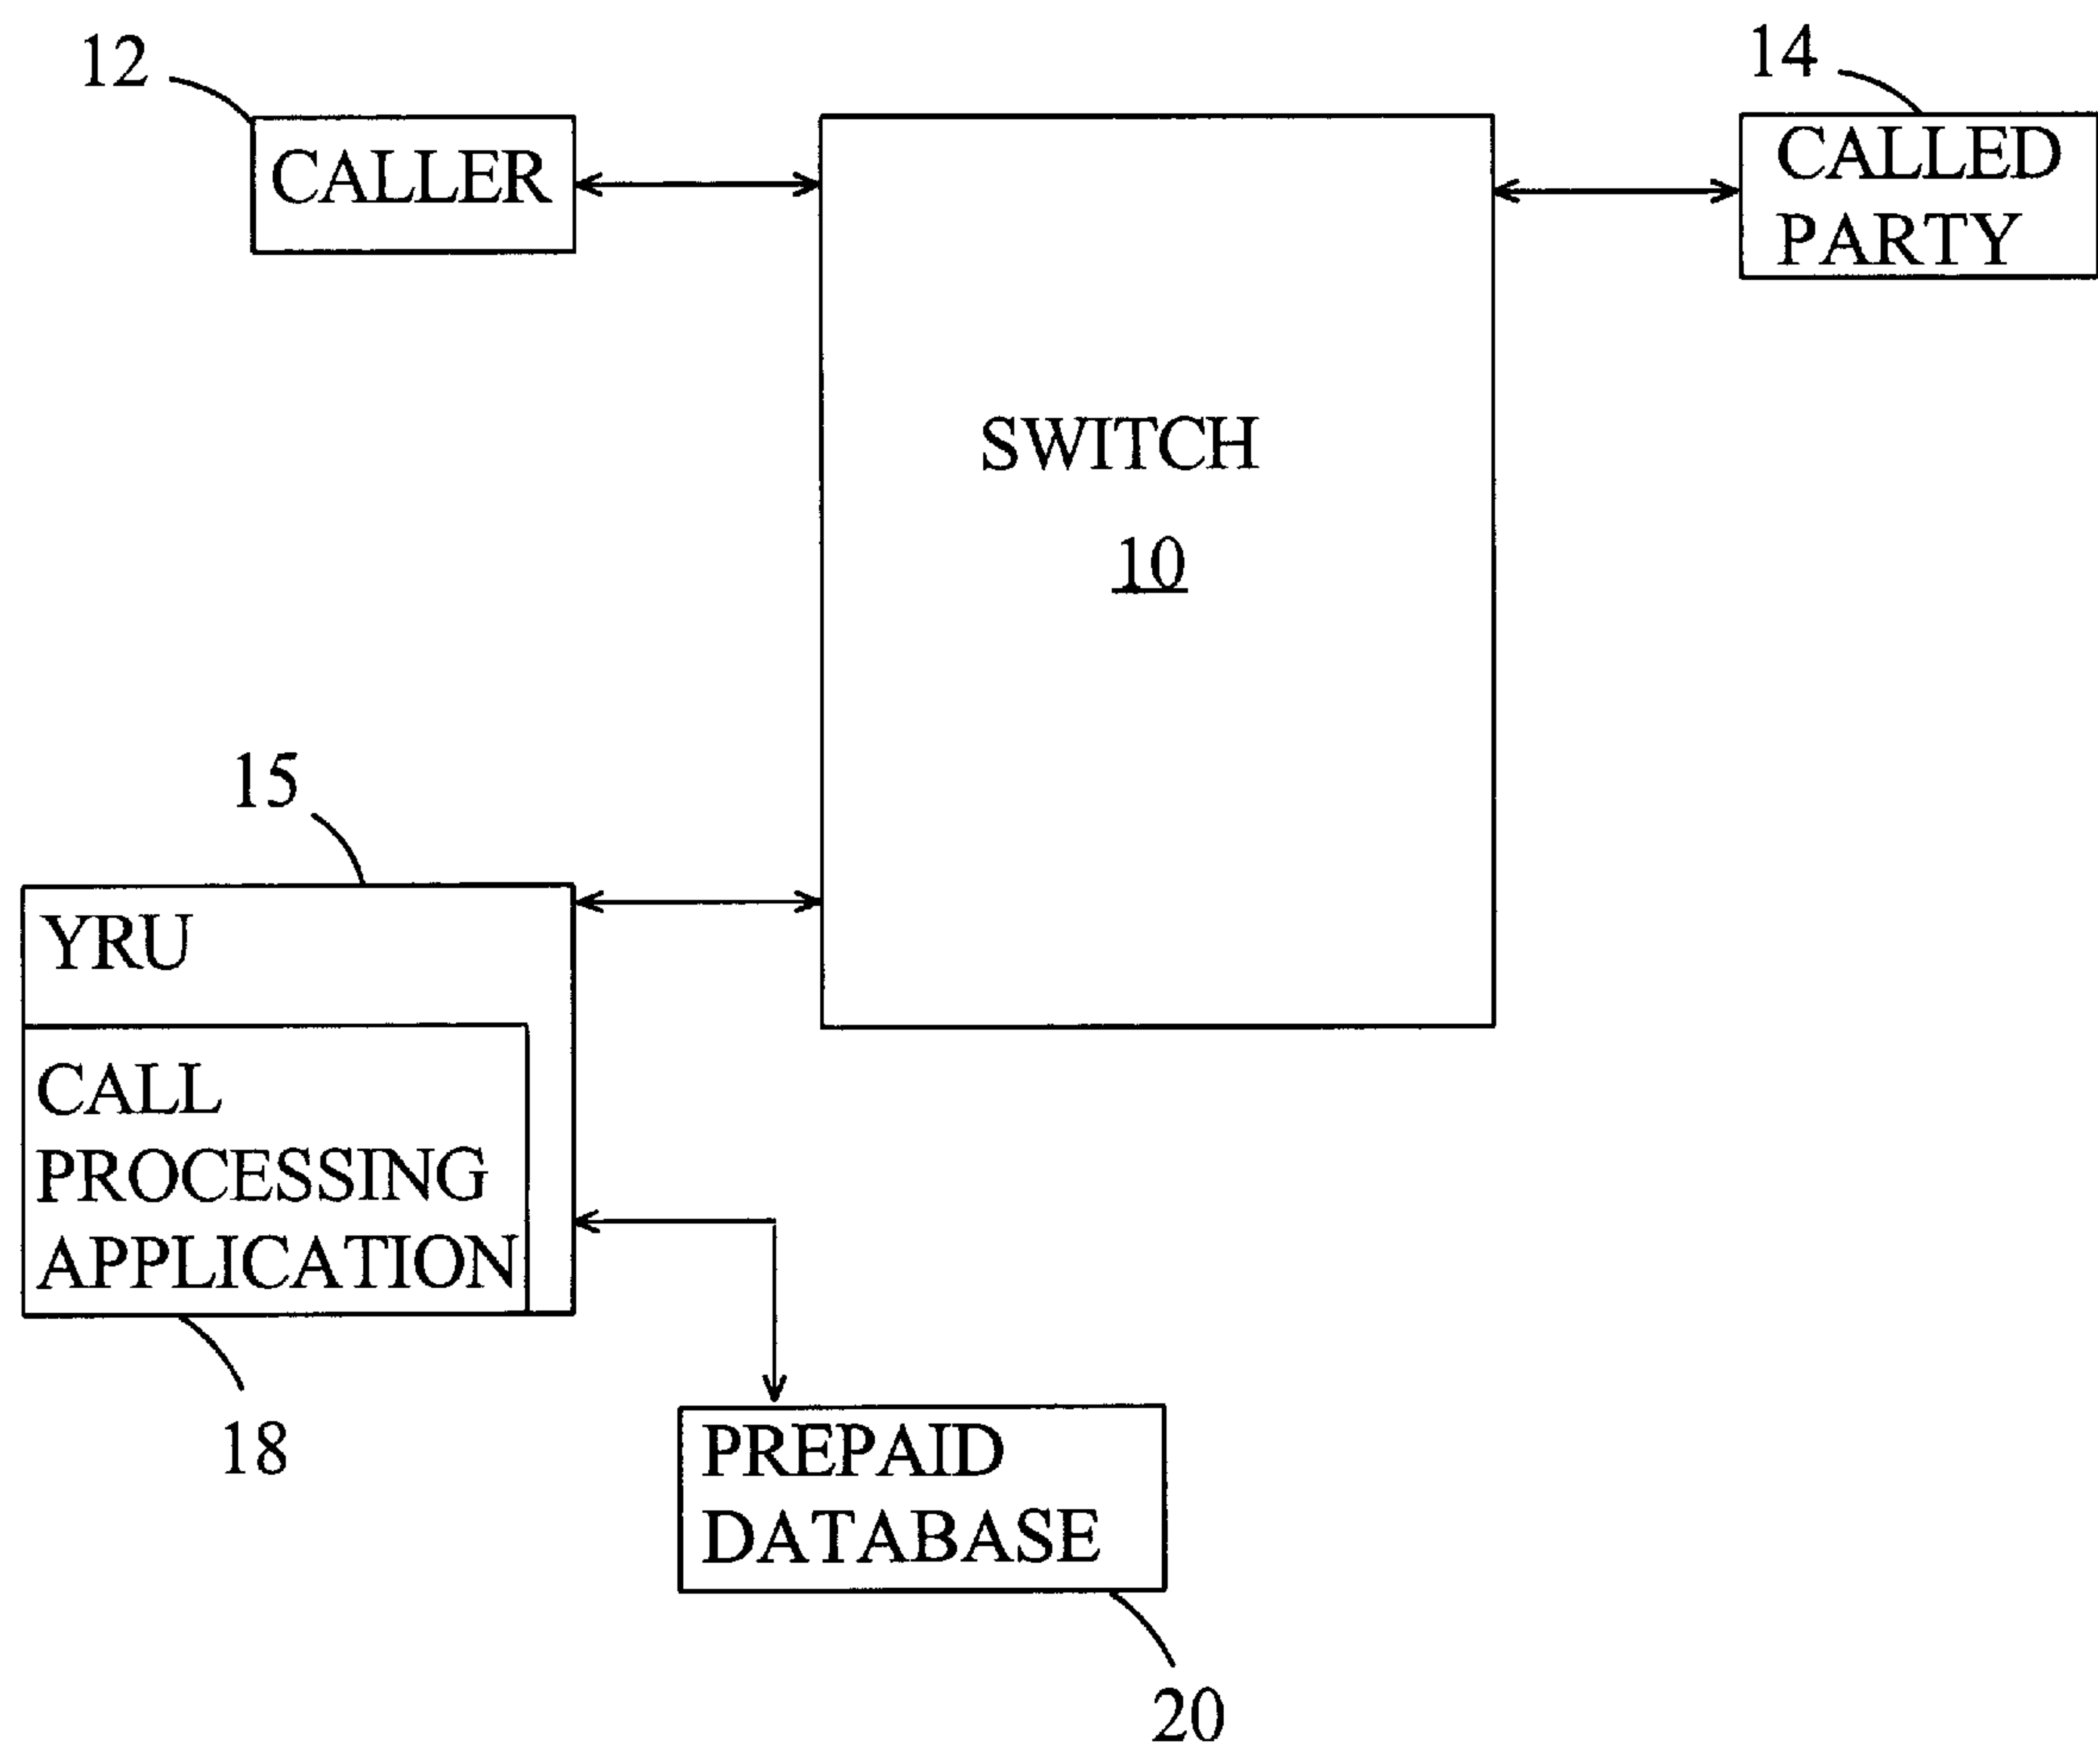 12
14
CALLER
CALLED
PARTY
SWITCH
10
15
YRU
CALL
PROCESSING
APPLICATION
18
PREPAID
DATABASE
20